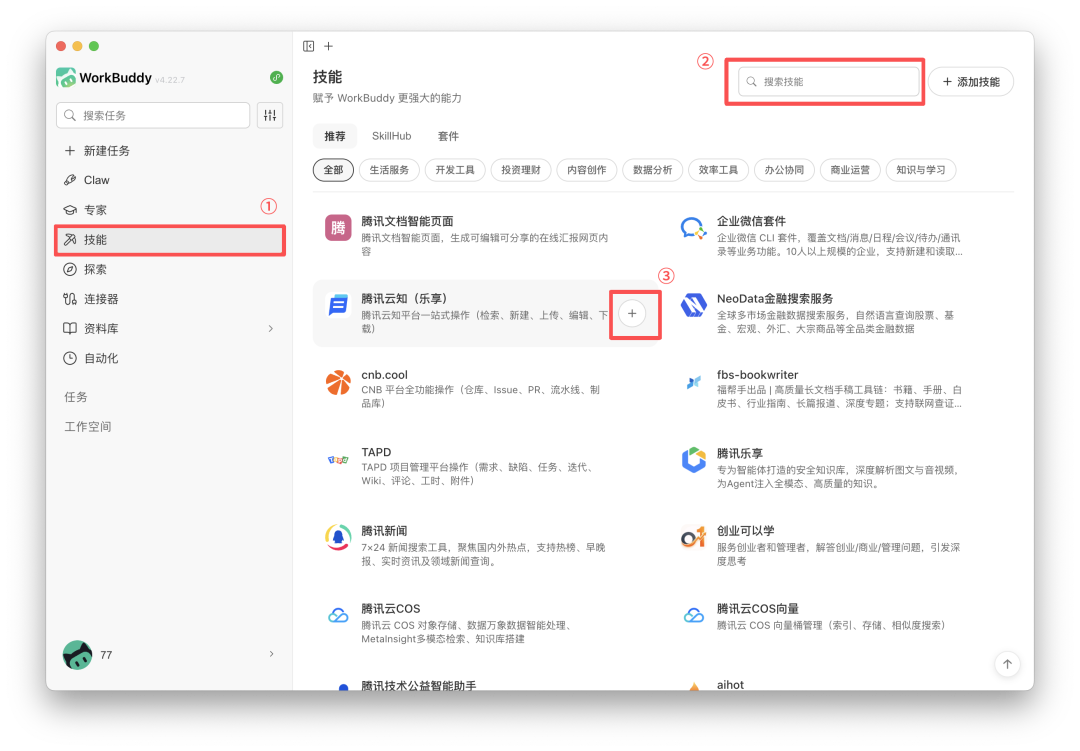 WorkBuddy v4.22.7
搜索任务
新建任务
Claw
专家
①
技能
探索
连接器
资料库
自动化
任务
工作空间
77
技能
赋予 WorkBuddy 更强大的能力
②
搜索技能
添加技能
推荐 SkillHub 套件
全部 生活服务 开发工具 投资理财 内容创作 数据分析 效率工具 办公协同 商业运营 知识与学习
腾
腾讯文档智能页面
腾讯文档智能页面，生成可编辑可分享的在线汇报网页内
容
企业微信套件
企业微信 CLI 套件，覆盖文档/消息/日程/会议/待办/通讯
录等业务功能。10人以上规模的企业，支持新建和读取...
腾讯云知（乐享）
腾讯云知平台一站式操作（检索、新建、上传、编辑、下
载）
③
NeoData金融搜索服务
全球多市场金融数据搜索服务，自然语言查询股票、基
金、宏观、外汇、大宗商品等全品类金融数据
cnb.cool
CNB 平台全功能操作（仓库、Issue、PR、流水线、制
品库）
fbs-bookwriter
福帮手出品 | 高质量长文档手稿工具链：书籍、手册、白
皮书、行业指南、长篇报道、深度专题；支持联网查证...
Tapd
TAPD
TAPD 项目管理平台操作（需求、缺陷、任务、迭代、
Wiki、评论、工时、附件）
腾讯乐享
专为智能体打造的安全知识库，深度解析图文与音视频，
为Agent注入全模态、高质量的知识。
腾讯新闻
7×24 新闻搜索工具，聚焦国内外热点，支持热榜、早晚
报、实时资讯及领域新闻查询。
创业可以学
服务创业者和管理者，解答创业/商业/管理问题，引发深
度思考
腾讯云COS
腾讯云 COS 对象存储、数据万象数据智能处理、
MetaInsight多模态检索、知识库搭建
腾讯云COS向量
腾讯云 COS 向量桶管理（索引、存储、相似度搜索）
腾讯技术公益智能助手
aihot